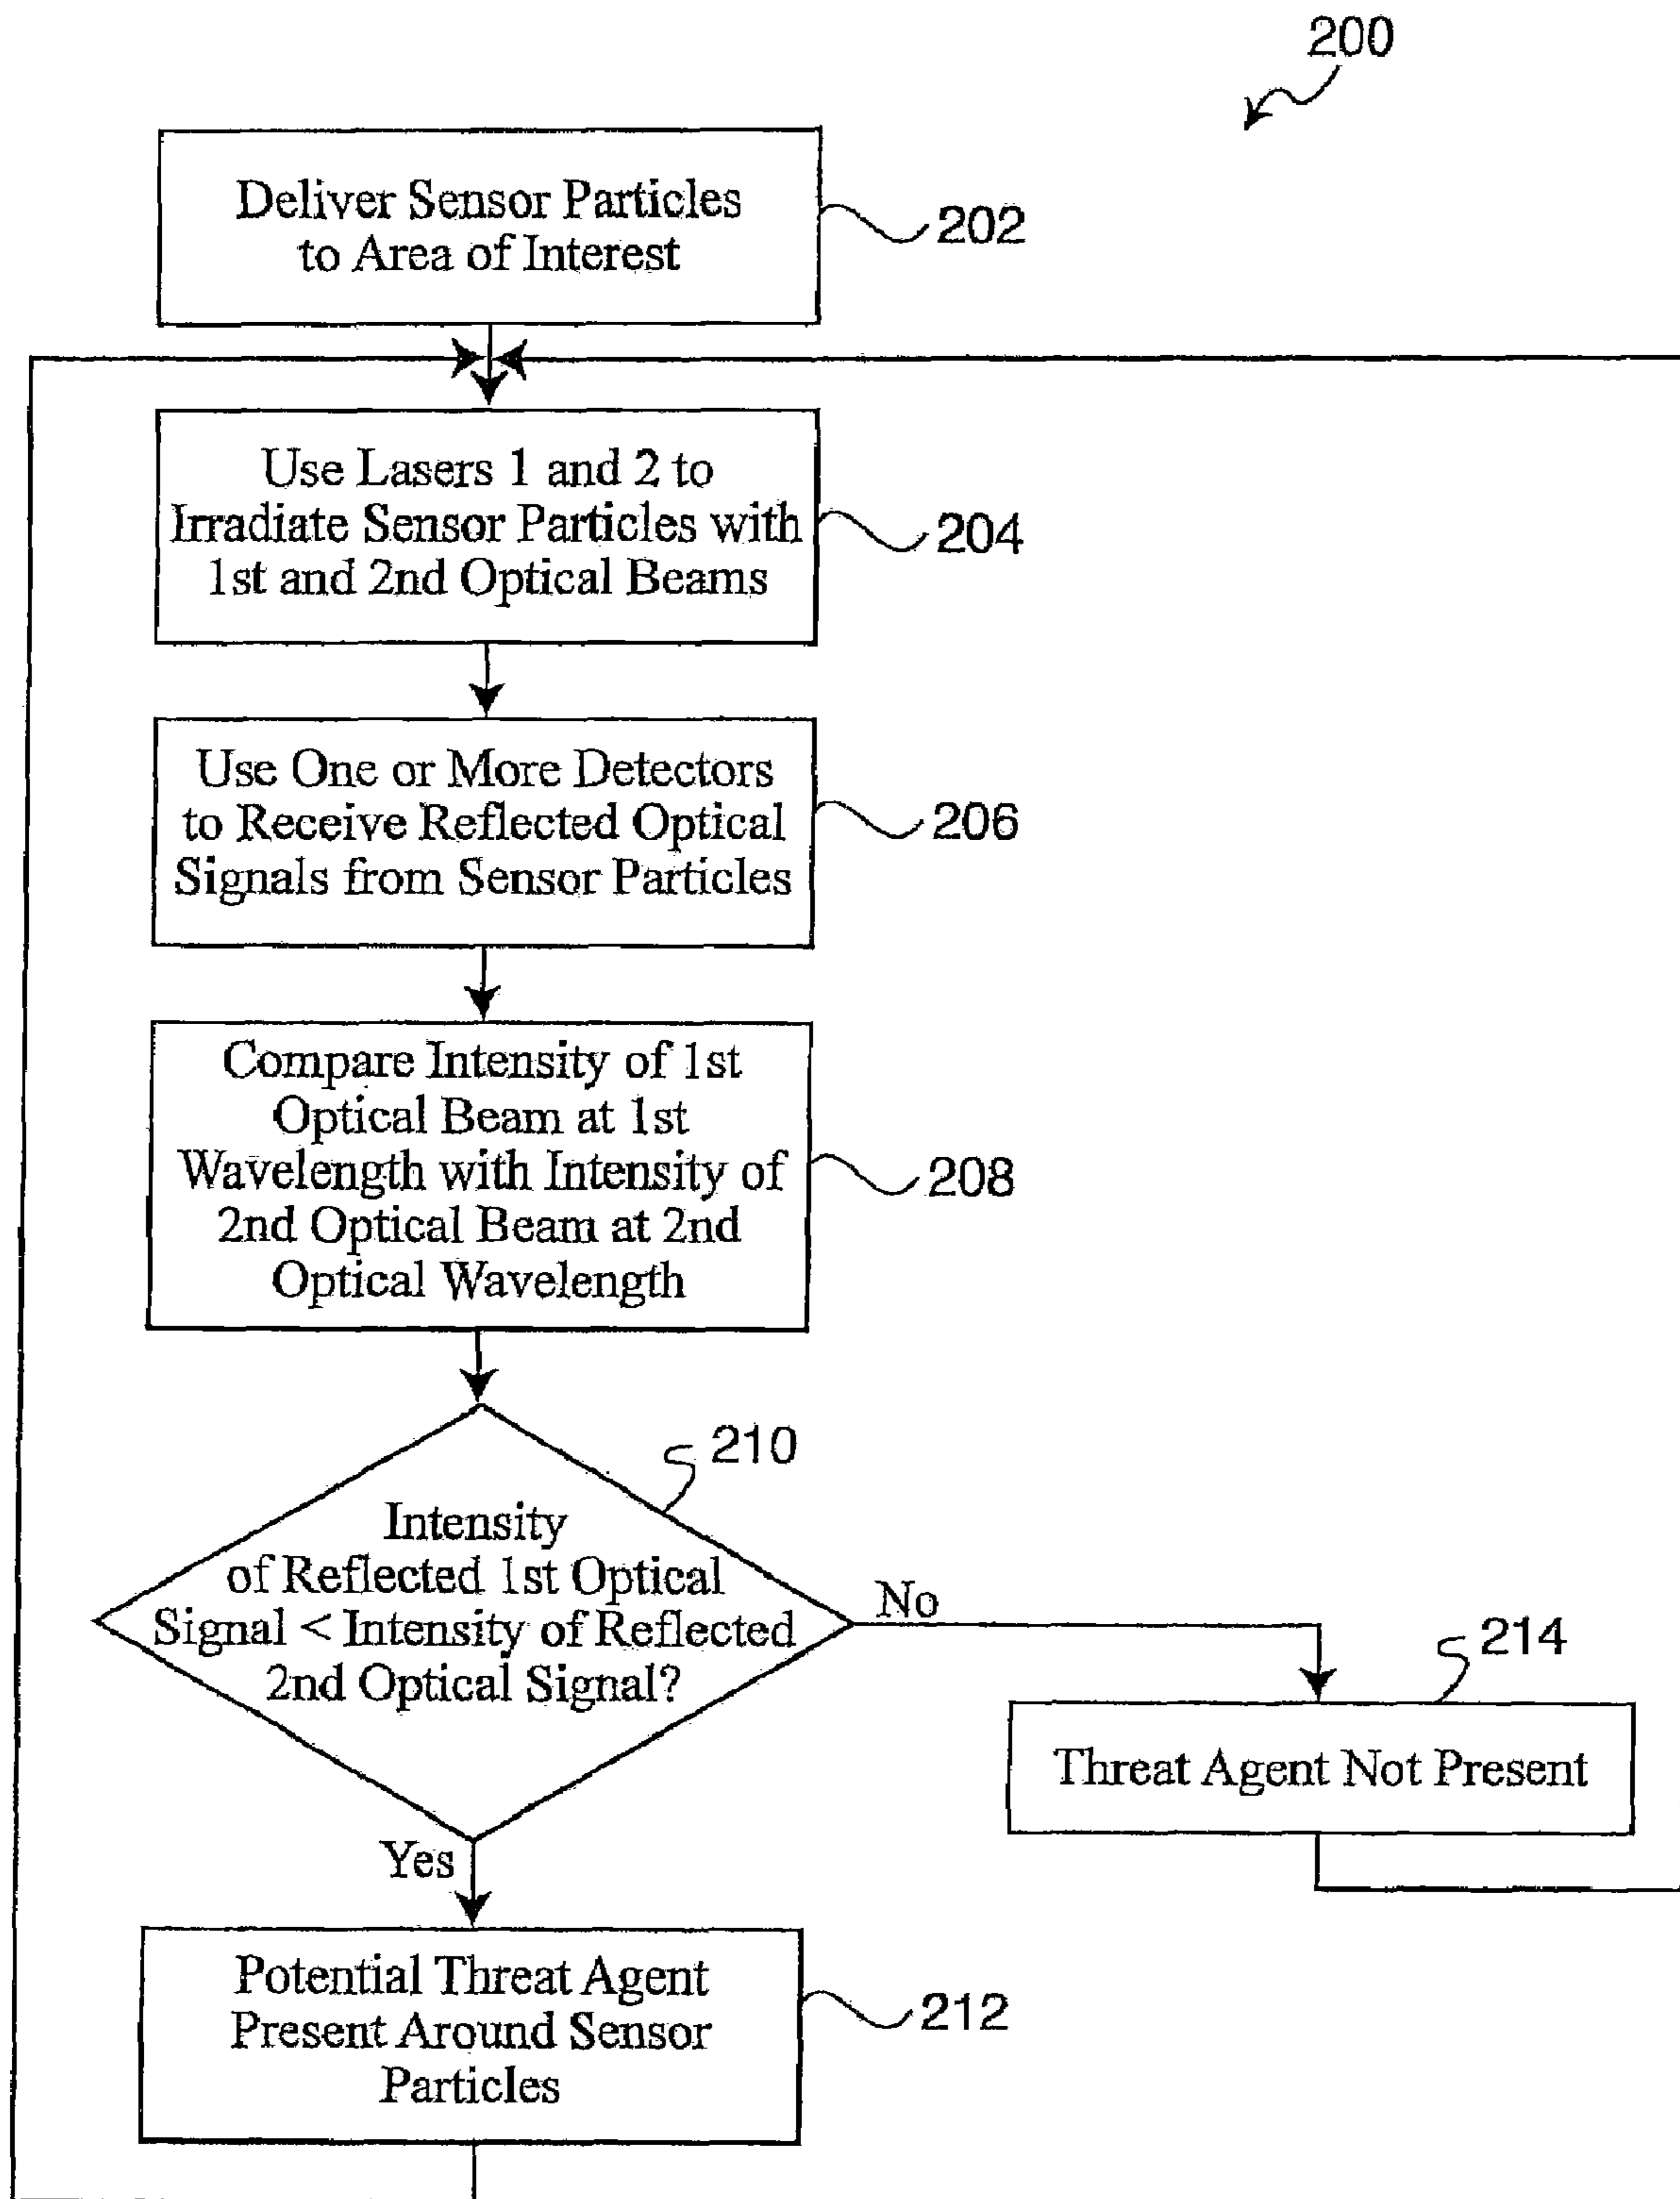 200
Deliver Sensor Particles
to Area of Interest
202
Use Lasers 1 and 2 to
Irradiate Sensor Particles with
1st and 2nd Optical Beams
204
Use One or More Detectors
to Receive Reflected Optical
Signals from Sensor Particles
206
Compare Intensity of 1st
Optical Beam at 1st
Wavelength with Intensity of
2nd Optical Beam at 2nd
Optical Wavelength
208
210
Intensity
of Reflected 1st Optical
Signal < Intensity of Reflected
2nd Optical Signal?
No
214
Threat Agent Not Present
Yes
Potential Threat Agent
Present Around Sensor
Particles
212